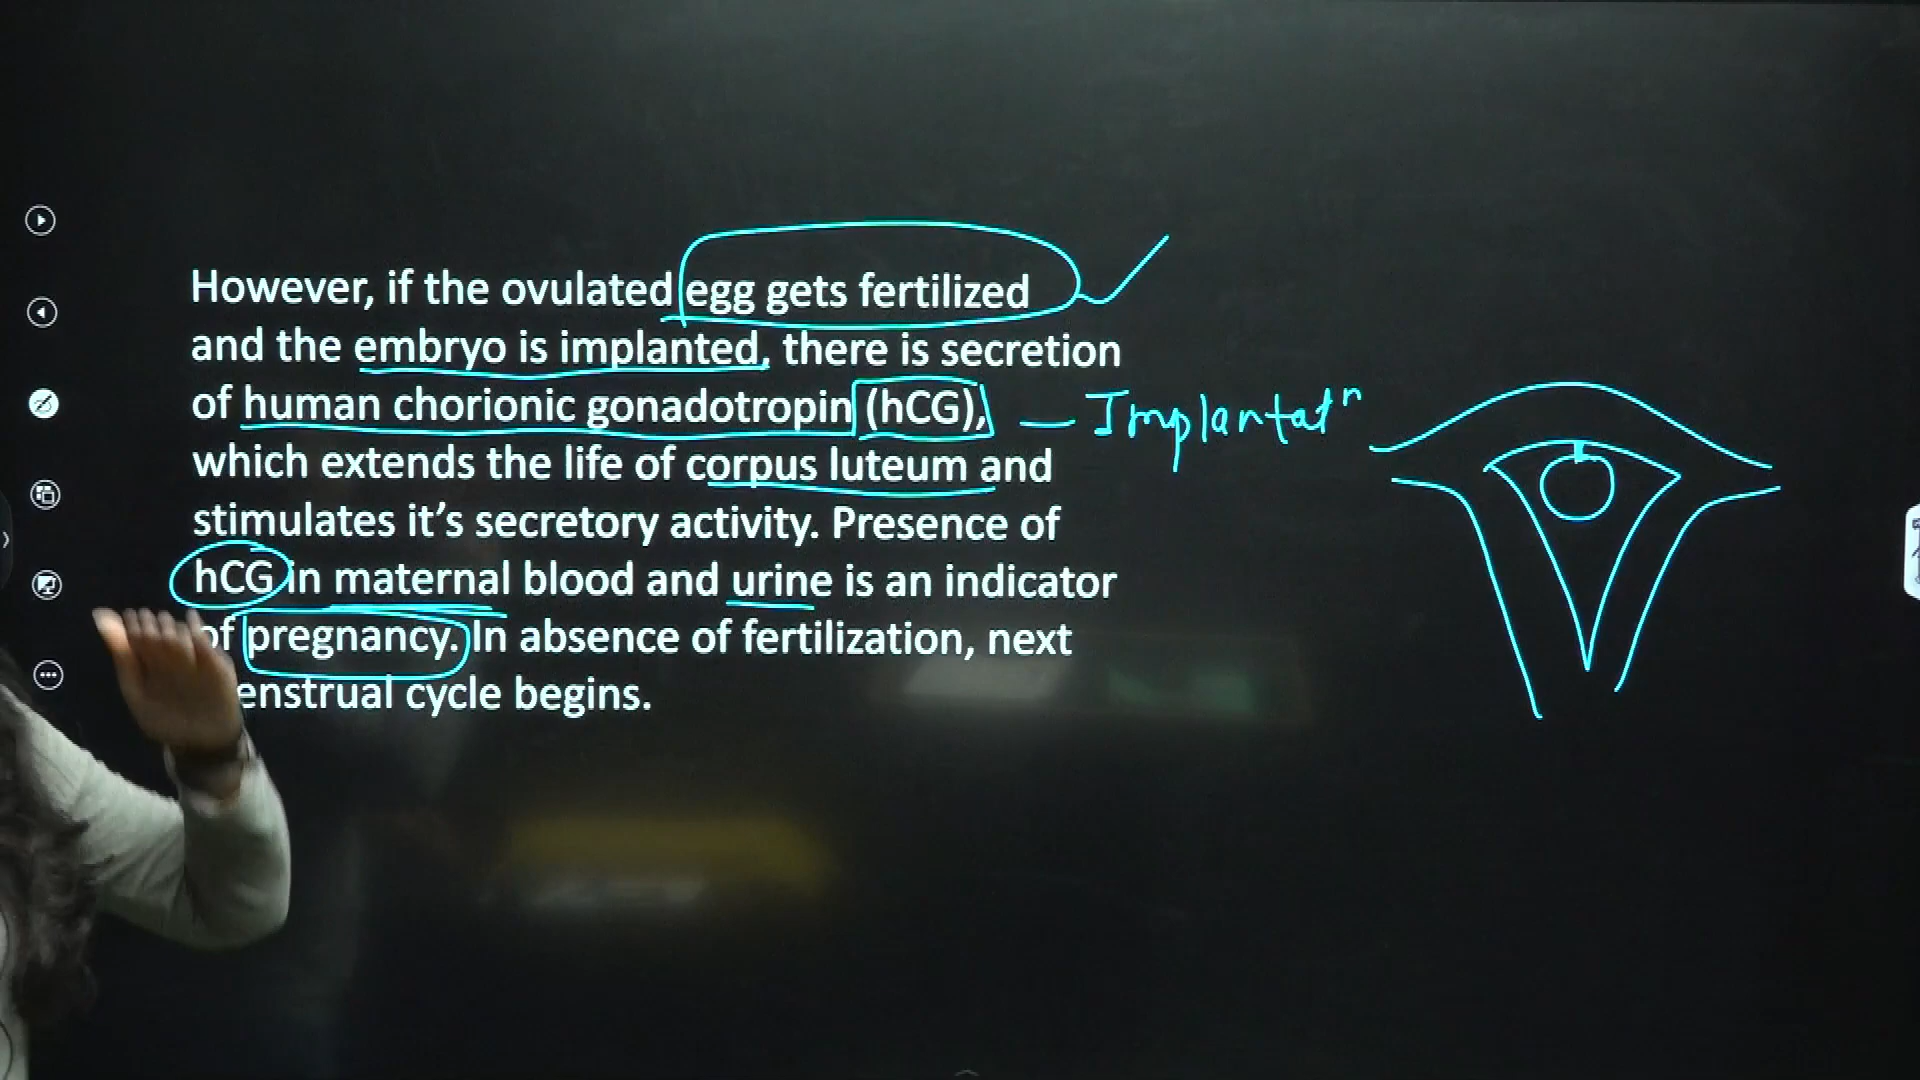 However, if the ovulated egg gets fertilized
and the embryo is implanted, there is secretion
of human chorionic gonadotropin (hCG), — Implantatⁿ
which extends the life of corpus luteum and
stimulates it’s secretory activity. Presence of
hCG in maternal blood and urine is an indicator
of pregnancy. In absence of fertilization, next
enstrual cycle begins.